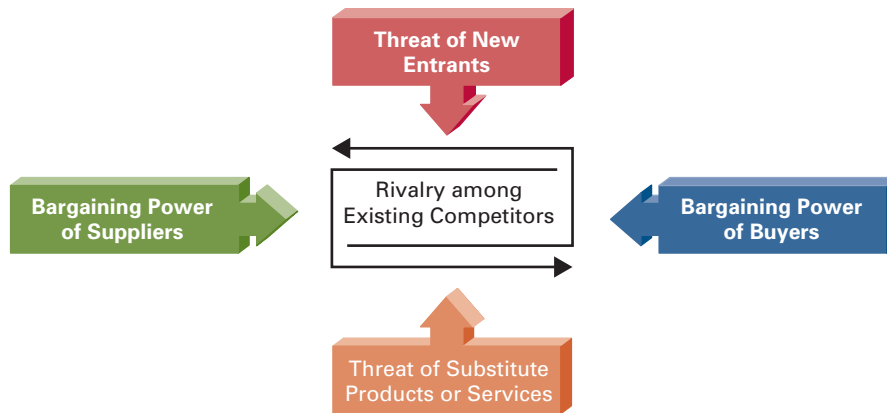 Threat of New
Entrants
Rivalry among
Existing Competitors
Bargaining Power
of Suppliers
Bargaining Power
of Buyers
Threat of Substitute
Products or Services